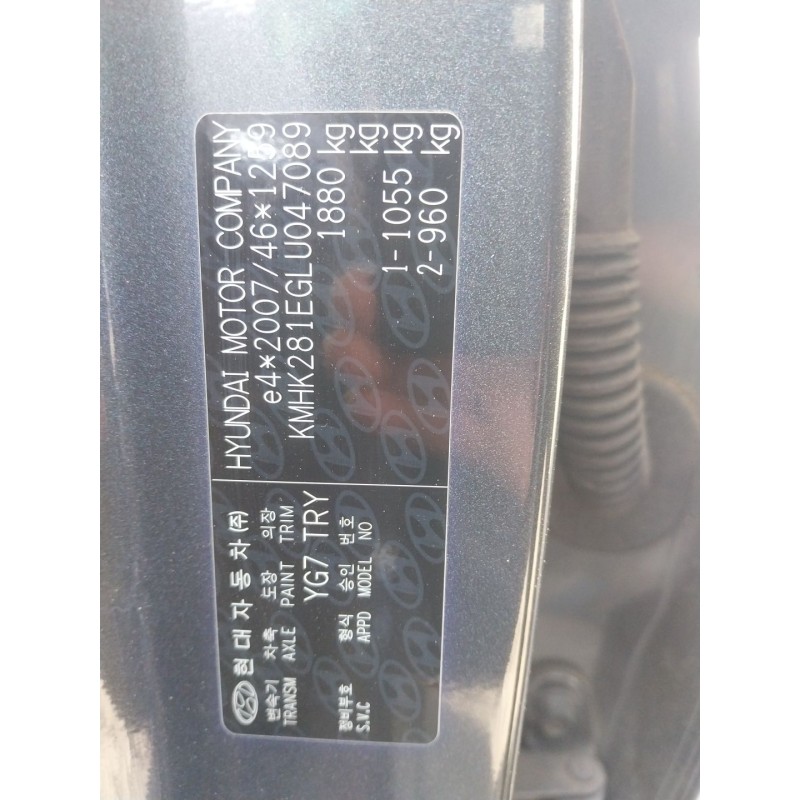 HYUNDAI MOTOR COMPANY
e4*2007/46*1259
KMHK281EGLU047089
1880 kg
kg
1-1055 kg
2-960 kg
현대자동차(주)
변속기 차축 도장 의장
TRANSM AXLE PAINT TRIM
YG7 TRY
형식 승인 번호
APPD MODEL NO
정비부호
S.V.C